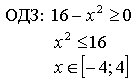 ОДЗ: 16 − x² ≥ 0
x² ≤ 16
x ∈ [− 4; 4]